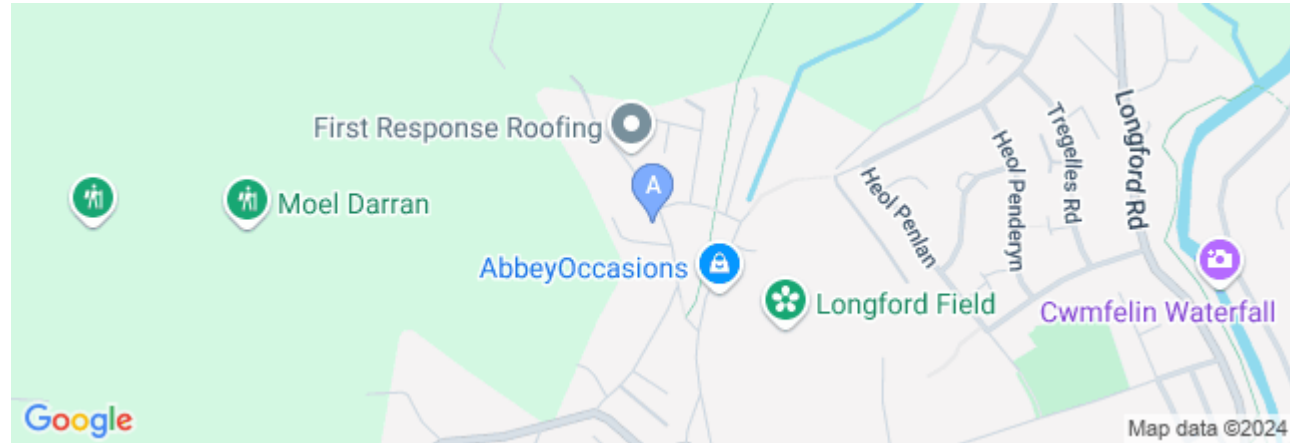 First Response Roofing
A
Moel Darran
AbbeyOccasions
Longford Field
Heol Penlan
Heol Penderyn
Tregelles Rd
Longford Rd
Cwmfelin Waterfall
Google
Map data ©2024